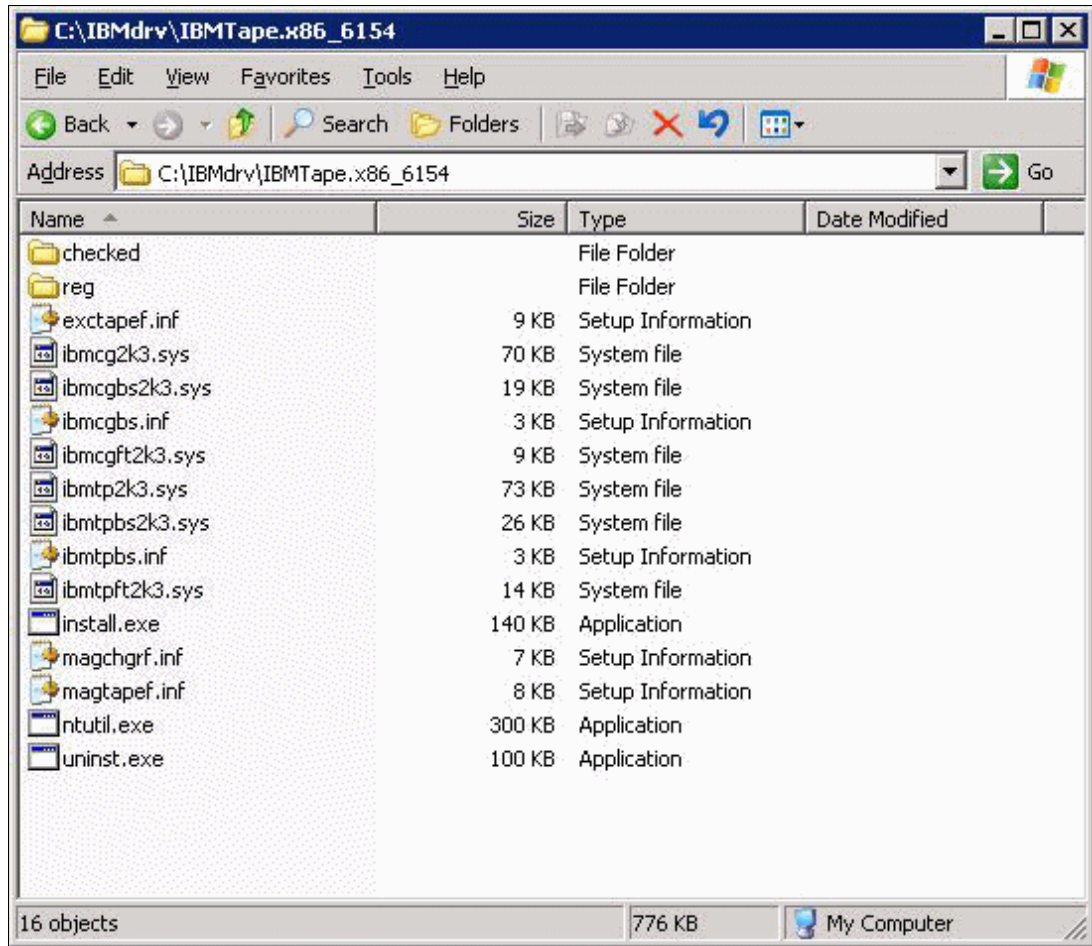 C:\IBMdrv\IBMTape.x86_6154
File Edit View Favorites Tools Help
Back Search Folders
Address C:\IBMdrv\IBMTape.x86_6154 Go
Name Size Type Date Modified
checked File Folder
reg File Folder
exctapef.inf 9 KB Setup Information
ibmcg2k3.sys 70 KB System file
ibmcgbs2k3.sys 19 KB System file
ibmcgbs.inf 3 KB Setup Information
ibmcgft2k3.sys 9 KB System file
ibmtp2k3.sys 73 KB System file
ibmtpbs2k3.sys 26 KB System file
ibmtpbs.inf 3 KB Setup Information
ibmtpft2k3.sys 14 KB System file
install.exe 140 KB Application
magchgrf.inf 7 KB Setup Information
magtapef.inf 8 KB Setup Information
ntutil.exe 300 KB Application
uninst.exe 100 KB Application
16 objects 776 KB My Computer